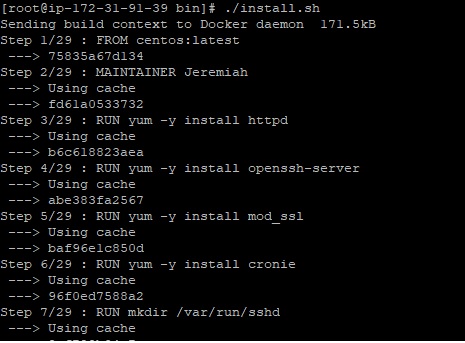 [root@ip-172-31-91-39 bin]# ./install.sh
Sending build context to Docker daemon  171.5kB
Step 1/29 : FROM centos:latest
 ---> 75835a67d134
Step 2/29 : MAINTAINER Jeremiah
 ---> Using cache
 ---> fd61a0533732
Step 3/29 : RUN yum -y install httpd
 ---> Using cache
 ---> b6c618823aea
Step 4/29 : RUN yum -y install openssh-server
 ---> Using cache
 ---> abe383fa2567
Step 5/29 : RUN yum -y install mod_ssl
 ---> Using cache
 ---> baf96e1c850d
Step 6/29 : RUN yum -y install cronie
 ---> Using cache
 ---> 96f0ed7588a2
Step 7/29 : RUN mkdir /var/run/sshd
 ---> Using cache